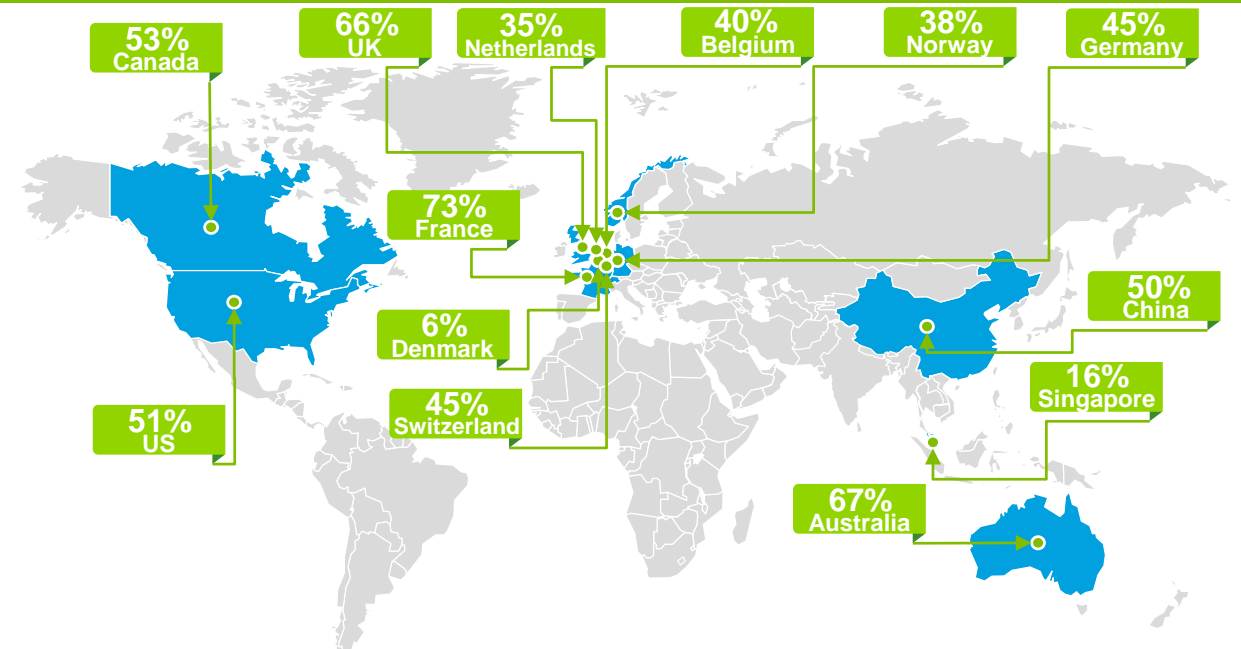 53%
Canada
66%
UK
35%
Netherlands
40%
Belgium
38%
Norway
45%
Germany
73%
France
50%
China
6%
Denmark
16%
Singapore
45%
Switzerland
51%
US
67%
Australia